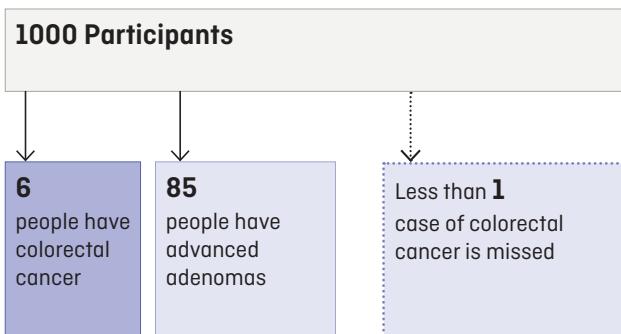 1000 Participants
6
people have
colorectal
cancer
85
people have
advanced
adenomas
Less than 1
case of colorectal
cancer is missed